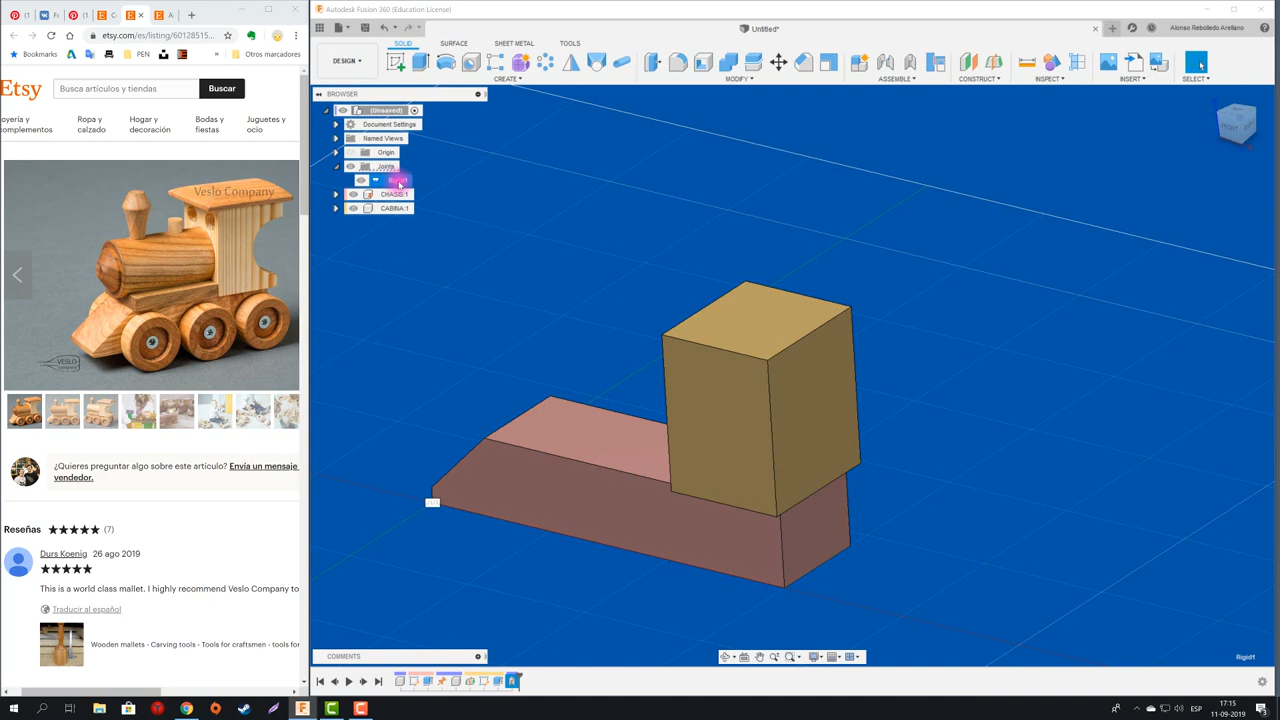 Autodesk Fusion 360 (Education License)
etsy.com/es/listing/60128515...
Bookmarks
PEN
Otros marcadores
Etsy
Busca artículos y tiendas
Buscar
oyería y
complementos
Ropa y
calzado
Hogar y
decoración
Bodas y
fiestas
Juguetes y
ocio
Veslo Company
VESLO
company
¿Quieres preguntar algo sobre este artículo? Envía un mensaje
vendedor.
Reseñas
(7)
Durs Koenig 26 ago 2019
This is a world class mallet. I highly recommend Veslo Company to
Traducir al español
Wooden mallets - Carving tools - Tools for craftsmen - tools for
Untitled*
Alonso Rebolledo Arellano
DESIGN
SOLID
SURFACE
SHEET METAL
TOOLS
CREATE
MODIFY
ASSEMBLE
CONSTRUCT
INSPECT
INSERT
SELECT
BROWSER
(Unsaved)
Document Settings
Named Views
Origin
Joints
CHASIS:1
CABINA:1
FRONT
COMMENTS
Rigid1
ESP
17:15
11-09-2019